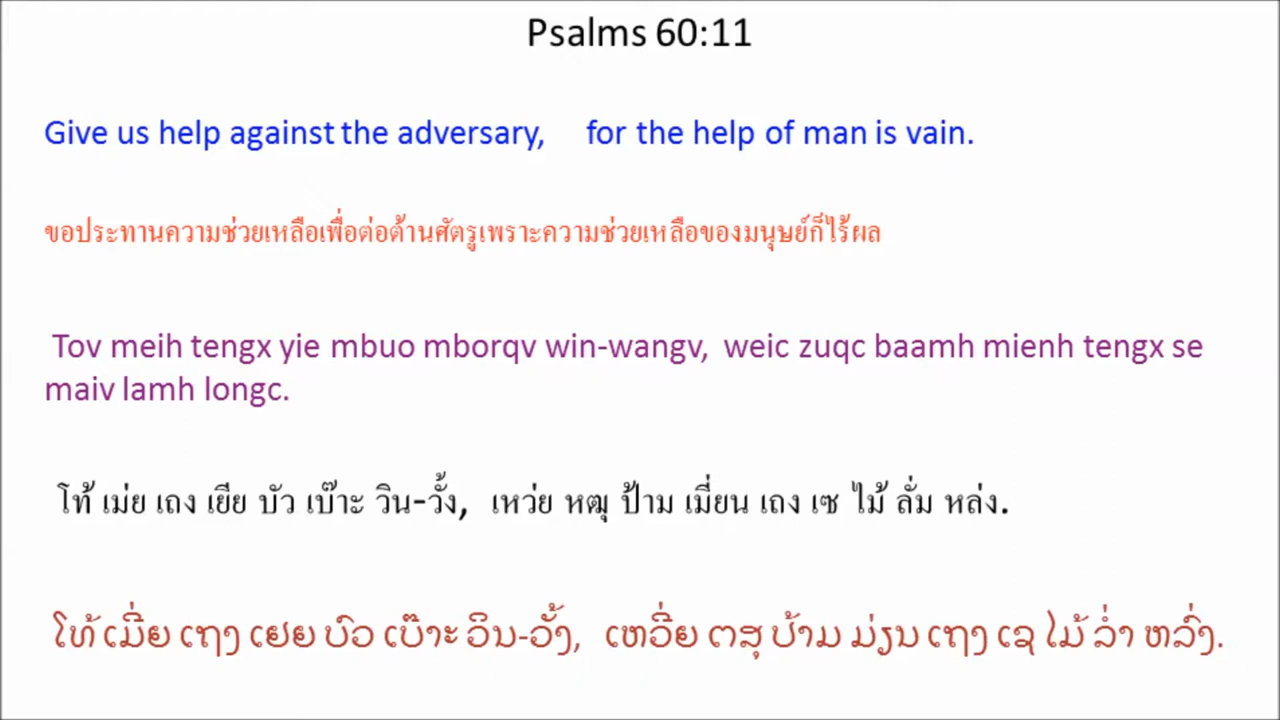 Psalms 60:11
Give us help against the adversary, for the help of man is vain.
ขอประทานความช่วยเหลือเพื่อต่อต้านศัตรูเพราะความช่วยเหลือของมนุษย์ก็ไร้ผล
Tov meih tengx yie mbuo mborqv win-wangv, weic zuqc baamh mienh tengx se
maiv lamh longc.
โท้ เม่ย เถง เยีย บัว เบ๊าะ วิน-วั้ง, เหว่ย หฒุ ป้าม เมี่ยน เถง เซ ไม้ ลั่ม หล่ง.
ໂທ້ ເມີ່ຍ ເຖງ ເຢຍ ບົວ ເບ໊າະ ວິນ-ວັ້ງ, ເຫວີ່ຍ ຕສຸ ປ້າມ ມ່ຽນ ເຖງ ເຊ ໄມ້ ລ່ຳ ຫລົ່ງ.